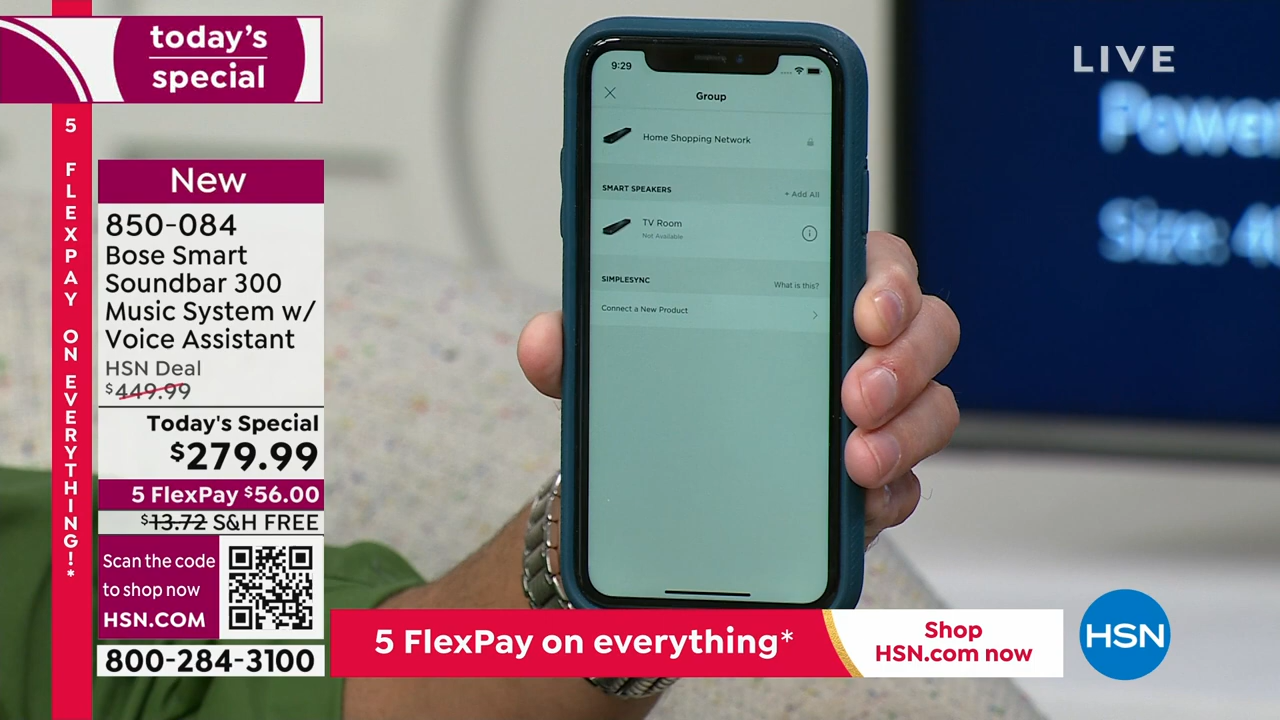 today's
special
5 FLEXPAY ON EVERYTHING!*
New
850-084
Bose Smart
Soundbar 300
Music System w/
Voice Assistant
HSN Deal
$449.99
Today's Special
$279.99
5 FlexPay $56.00
$13.72 S&H FREE
Scan the code
to shop now
HSN.COM
800-284-3100
9:29
Group
Home Shopping Network
SMART SPEAKERS
+ Add All
TV Room
Not Available
SIMPLESYNC
What is this?
Connect a New Product
LIVE
Power
Size: 4
5 FlexPay on everything*
Shop
HSN.com now
HSN